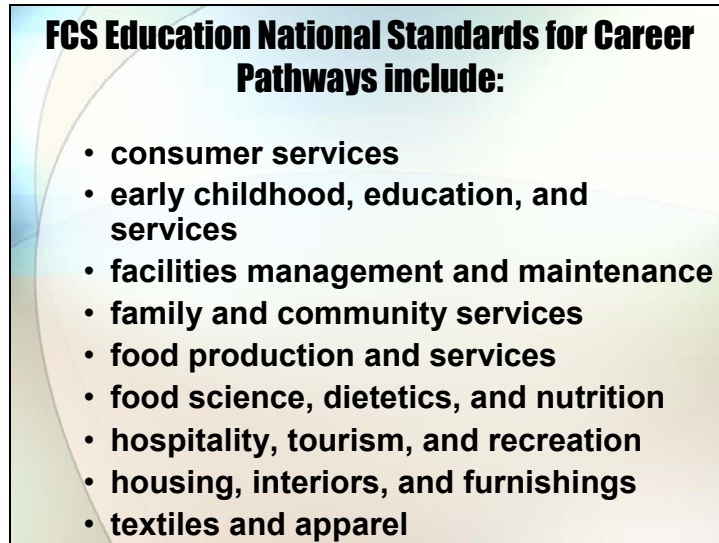 FCS Education National Standards for Career
Pathways include:
• consumer services
• early childhood, education, and
services
• facilities management and maintenance
• family and community services
• food production and services
• food science, dietetics, and nutrition
• hospitality, tourism, and recreation
• housing, interiors, and furnishings
• textiles and apparel